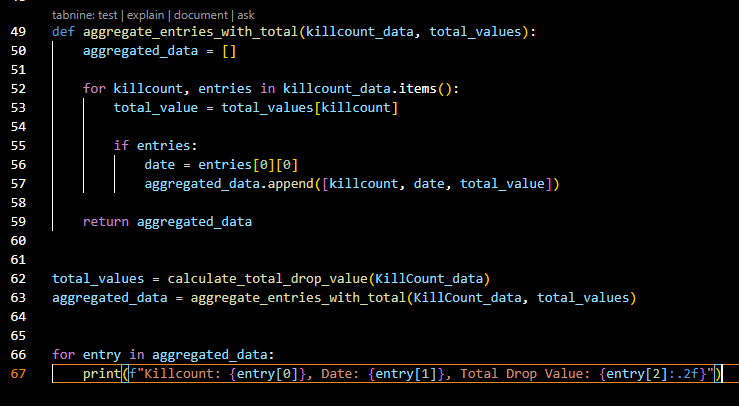 tabnine: test | explain | document | ask
49 def aggregate_entries_with_total(killcount_data, total_values):
50     aggregated_data = []
51
52     for killcount, entries in killcount_data.items():
53         total_value = total_values[killcount]
54
55         if entries:
56             date = entries[0][0]
57             aggregated_data.append([killcount, date, total_value])
58
59     return aggregated_data
60
61
62 total_values = calculate_total_drop_value(KillCount_data)
63 aggregated_data = aggregate_entries_with_total(KillCount_data, total_values)
64
65
66 for entry in aggregated_data:
67     print(f"Killcount: {entry[0]}, Date: {entry[1]}, Total Drop Value: {entry[2]:.2f}")